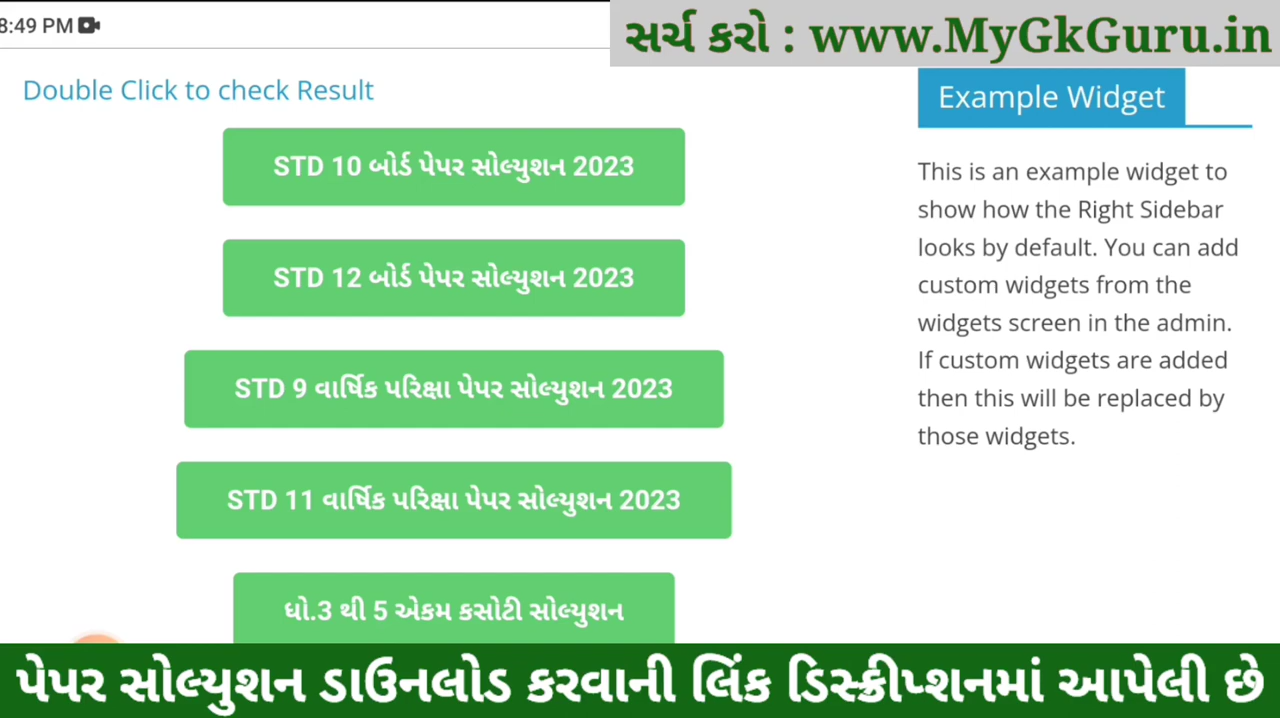 8:49 PM
સર્ચ કરો : www.MyGkGuru.in
Double Click to check Result
STD 10 બોર્ડ પેપર સોલ્યુશન 2023
STD 12 બોર્ડ પેપર સોલ્યુશન 2023
STD 9 વાર્ષિક પરિક્ષા પેપર સોલ્યુશન 2023
STD 11 વાર્ષિક પરિક્ષા પેપર સોલ્યુશન 2023
ધો.3 થી 5 એકમ કસોટી સોલ્યુશન
Example Widget
This is an example widget to
show how the Right Sidebar
looks by default. You can add
custom widgets from the
widgets screen in the admin.
If custom widgets are added
then this will be replaced by
those widgets.
પેપર સોલ્યુશન ડાઉનલોડ કરવાની લિંક ડિસ્ક્રીપ્શનમાં આપેલી છે